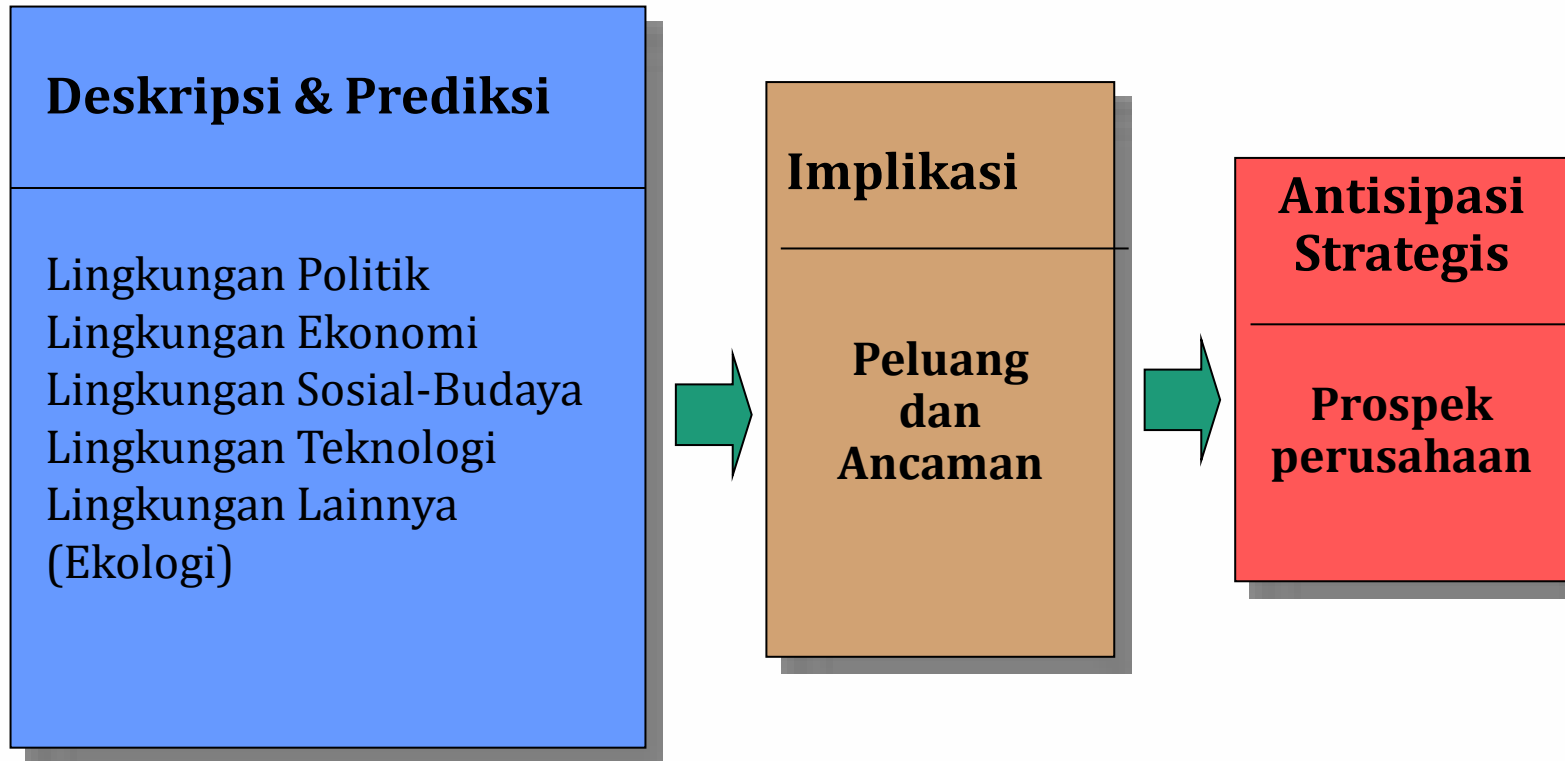 Deskripsi & Prediksi
Lingkungan Politik
Lingkungan Ekonomi
Lingkungan Sosial-Budaya
Lingkungan Teknologi
Lingkungan Lainnya
(Ekologi)
Implikasi
Peluang
dan
Ancaman
Antisipasi
Strategis
Prospek
perusahaan